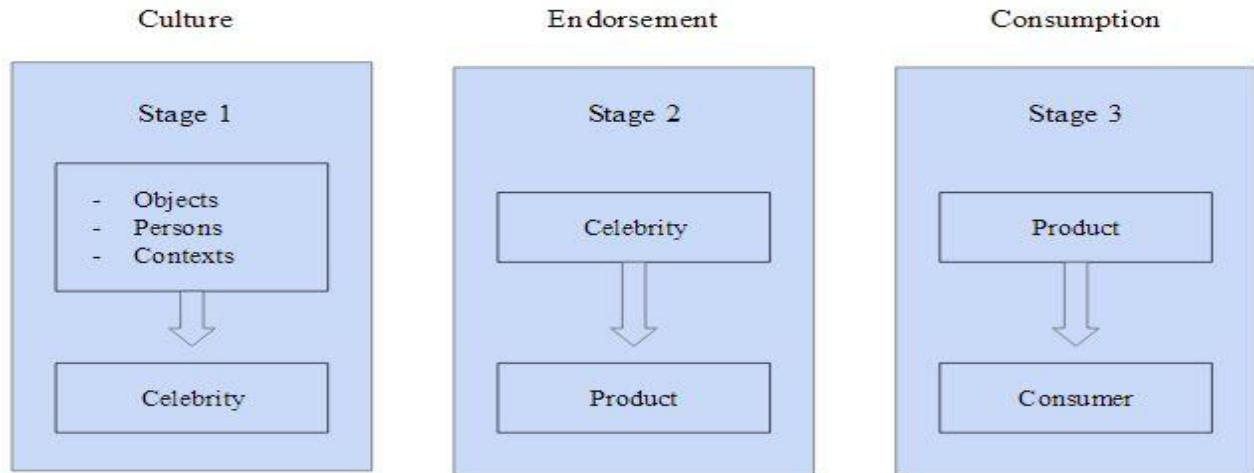 Culture
Endorsement
Consumption
Stage 1
- Objects
- Persons
- Contexts
Celebrity
Stage 2
Celebrity
Product
Stage 3
Product
Consumer